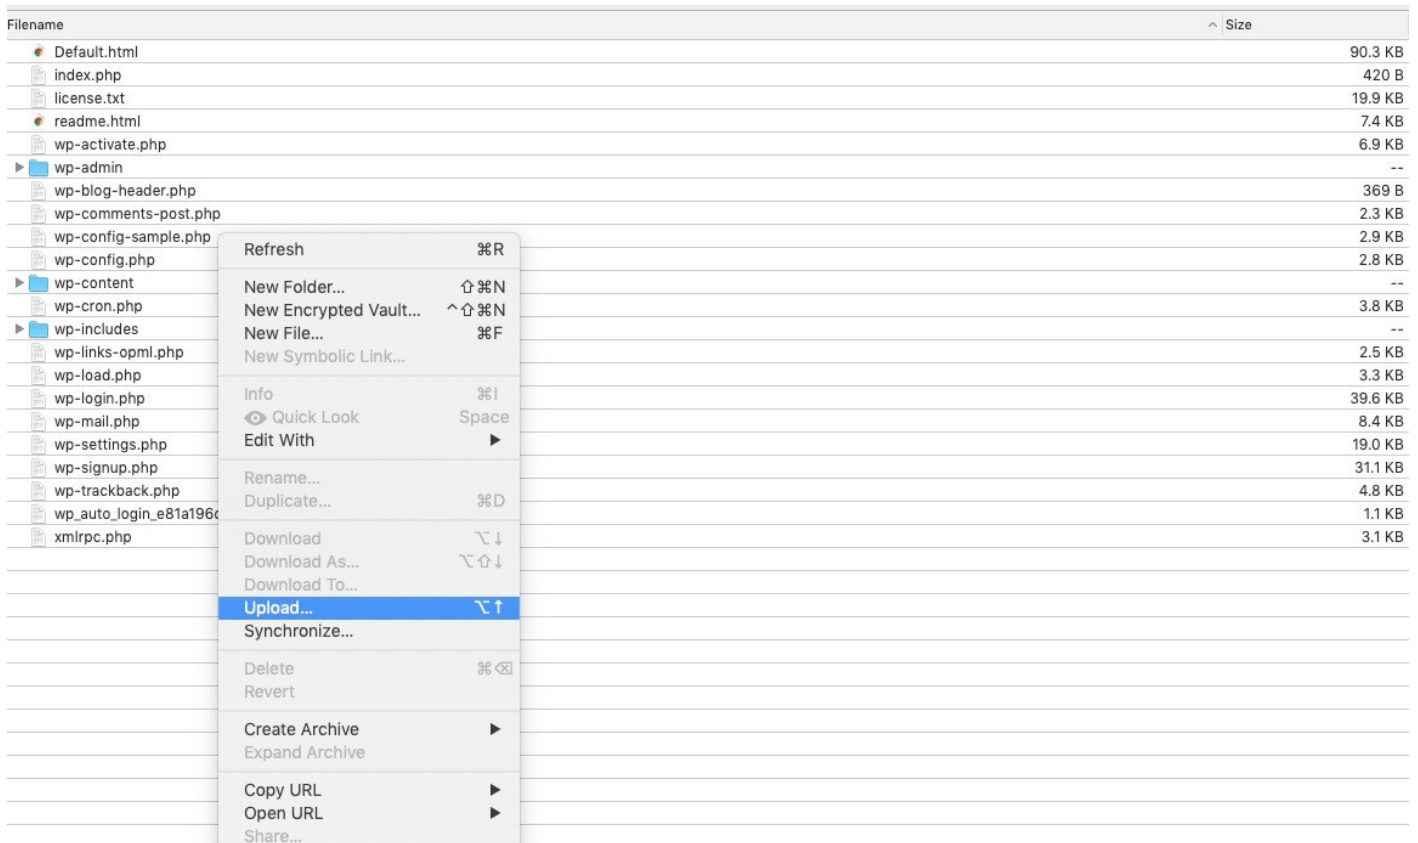 Filename Size
Default.html 90.3 KB
index.php 420 B
license.txt 19.9 KB
readme.html 7.4 KB
wp-activate.php 6.9 KB
wp-admin --
wp-blog-header.php 369 B
wp-comments-post.php 2.3 KB
wp-config-sample.php 2.9 KB
wp-config.php 2.8 KB
wp-content --
wp-cron.php 3.8 KB
wp-includes --
wp-links-opml.php 2.5 KB
wp-load.php 3.3 KB
wp-login.php 39.6 KB
wp-mail.php 8.4 KB
wp-settings.php 19.0 KB
wp-signup.php 31.1 KB
wp-trackback.php 4.8 KB
wp_auto_login_e81a196 1.1 KB
xmlrpc.php 3.1 KB
Refresh ⌘R
New Folder... ⇧⌘N
New Encrypted Vault... ^⇧⌘N
New File... ⌘F
New Symbolic Link...
Info ⌘I
Quick Look Space
Edit With
Rename...
Duplicate... ⌘D
Download ⌥↓
Download As... ⌥⇧↓
Download To...
Upload... ⌥↑
Synchronize...
Delete ⌘⌫
Revert
Create Archive
Expand Archive
Copy URL
Open URL
Share...